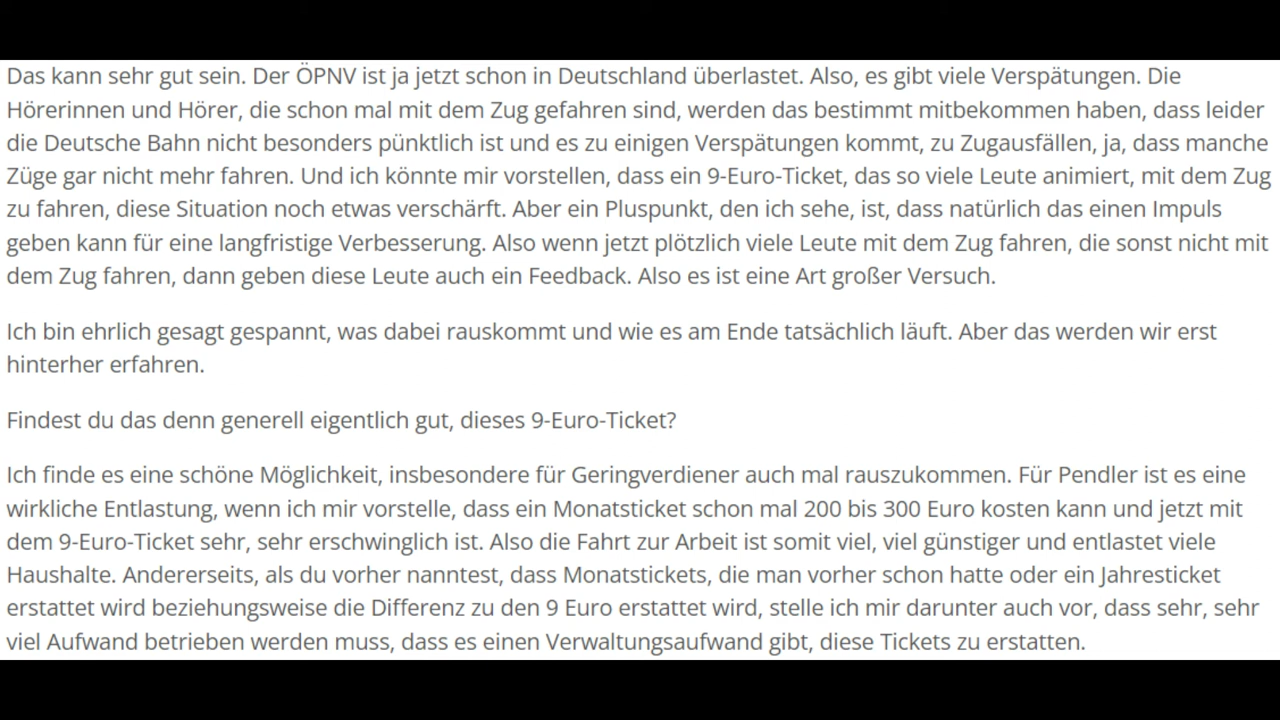 Das kann sehr gut sein. Der ÖPNV ist ja jetzt schon in Deutschland überlastet. Also, es gibt viele Verspätungen. Die
Hörerinnen und Hörer, die schon mal mit dem Zug gefahren sind, werden das bestimmt mitbekommen haben, dass leider
die Deutsche Bahn nicht besonders pünktlich ist und es zu einigen Verspätungen kommt, zu Zugausfällen, ja, dass manche
Züge gar nicht mehr fahren. Und ich könnte mir vorstellen, dass ein 9-Euro-Ticket, das so viele Leute animiert, mit dem Zug
zu fahren, diese Situation noch etwas verschärft. Aber ein Pluspunkt, den ich sehe, ist, dass natürlich das einen Impuls
geben kann für eine langfristige Verbesserung. Also wenn jetzt plötzlich viele Leute mit dem Zug fahren, die sonst nicht mit
dem Zug fahren, dann geben diese Leute auch ein Feedback. Also es ist eine Art großer Versuch.
Ich bin ehrlich gesagt gespannt, was dabei rauskommt und wie es am Ende tatsächlich läuft. Aber das werden wir erst
hinterher erfahren.
Findest du das denn generell eigentlich gut, dieses 9-Euro-Ticket?
Ich finde es eine schöne Möglichkeit, insbesondere für Geringverdiener auch mal rauszukommen. Für Pendler ist es eine
wirkliche Entlastung, wenn ich mir vorstelle, dass ein Monatsticket schon mal 200 bis 300 Euro kosten kann und jetzt mit
dem 9-Euro-Ticket sehr, sehr erschwinglich ist. Also die Fahrt zur Arbeit ist somit viel, viel günstiger und entlastet viele
Haushalte. Andererseits, als du vorher nanntest, dass Monatstickets, die man vorher schon hatte oder ein Jahresticket
erstattet wird beziehungsweise die Differenz zu den 9 Euro erstattet wird, stelle ich mir darunter auch vor, dass sehr, sehr
viel Aufwand betrieben werden muss, dass es einen Verwaltungsaufwand gibt, diese Tickets zu erstatten.